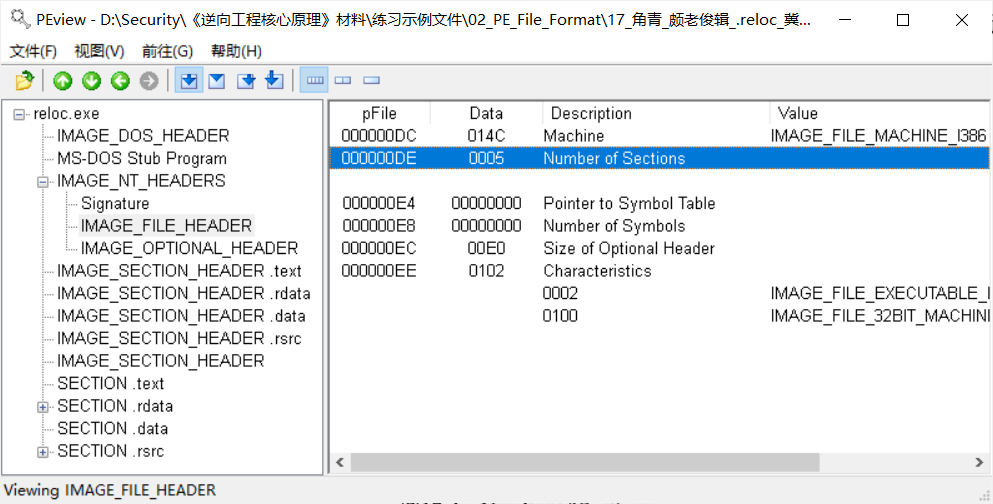 PEview - D:\Security\《逆向工程核心原理》材料\练习示例文件\02_PE_File_Format\17_角青_颇老俊辑_.reloc_冀...
文件(F) 视图(V) 前往(G) 帮助(H)
reloc.exe
IMAGE_DOS_HEADER
MS-DOS Stub Program
IMAGE_NT_HEADERS
Signature
IMAGE_FILE_HEADER
IMAGE_OPTIONAL_HEADER
IMAGE_SECTION_HEADER .text
IMAGE_SECTION_HEADER .rdata
IMAGE_SECTION_HEADER .data
IMAGE_SECTION_HEADER .rsrc
IMAGE_SECTION_HEADER
SECTION .text
SECTION .rdata
SECTION .data
SECTION .rsrc
pFile Data Description Value
000000DC 014C Machine IMAGE_FILE_MACHINE_I386
000000DE 0005 Number of Sections
000000E4 00000000 Pointer to Symbol Table
000000E8 00000000 Number of Symbols
000000EC 00E0 Size of Optional Header
000000EE 0102 Characteristics
0002 IMAGE_FILE_EXECUTABLE_
0100 IMAGE_FILE_32BIT_MACHIN
Viewing IMAGE_FILE_HEADER